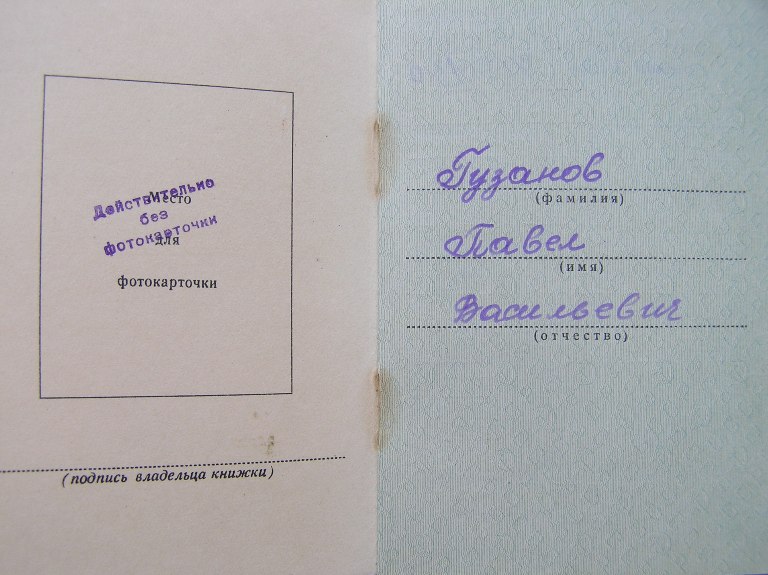 Место
для
фотокарточки
Действительно
без
фотокарточки
(подпись владельца книжки)
Гузанов
(фамилия)
Павел
(имя)
Васильевич
(отчество)